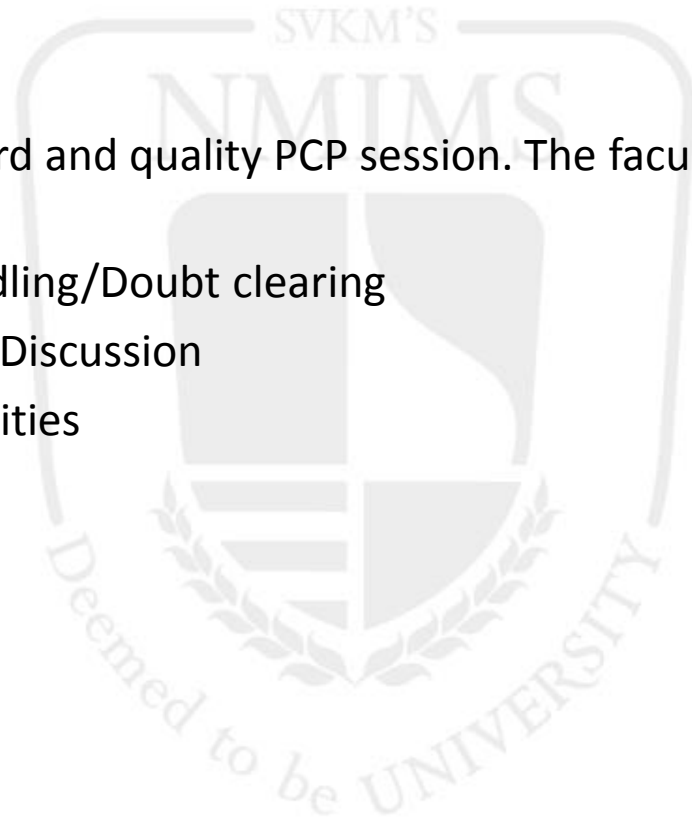 SVKM'S
NMIMS
rd and quality PCP session. The facu
dling/Doubt clearing
Discussion
ities
Deemed to be UNIVERSITY